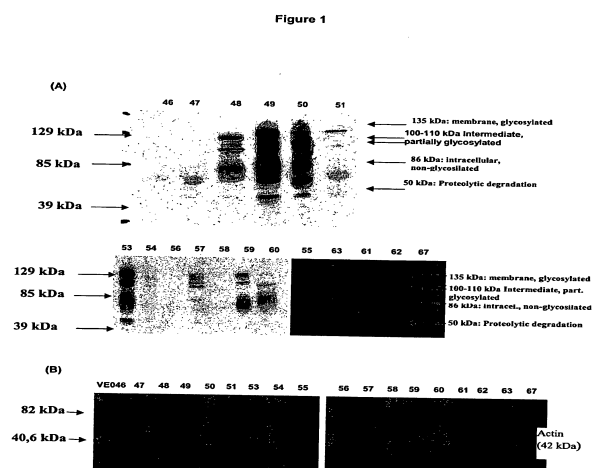 Figure 1
(A)
46 47 48 49 50 51
129 kDa
85 kDa
39 kDa
135 kDa: membrane, glycosylated
100-110 kDa Intermediate,
partially glycosylated
86 kDa: intracellular,
non-glycosilated
50 kDa: Proteolytic degradation
53 54 56 57 58 59 60 55 63 61 62 67
129 kDa
85 kDa
39 kDa
135 kDa: membrane, glycosylated
100-110 kDa Intermediate, part.
glycosylated
86 kDa: intracel., non-glycosilated
50 kDa: Proteolytic degradation
(B)
VE046 47 48 49 50 51 53 54 55 56 57 58 59 60 61 62 63 67
82 kDa
40,6 kDa
Actin
(42 kDa)